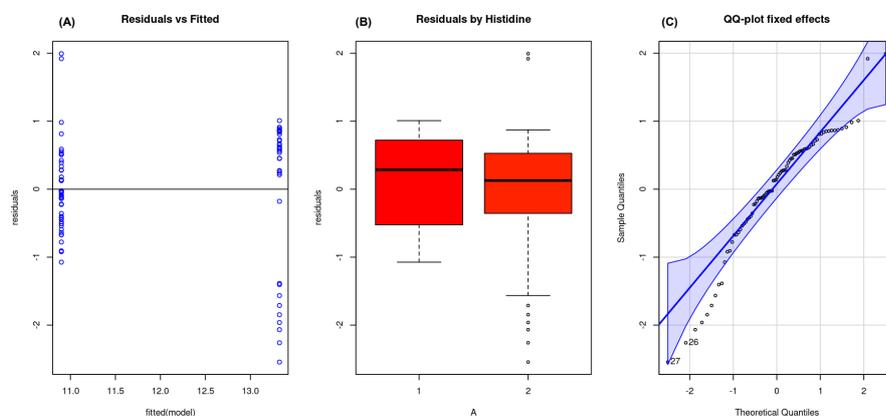 (A) Residuals vs Fitted
2
1
0
-1
-2
residuals
11.0 11.5 12.0 12.5 13.0
fitted(model)
(B) Residuals by Histidine
2
1
0
-1
-2
residuals
1 2
A
(C) QQ-plot fixed effects
2
1
0
-1
-2
Sample Quantiles
26
27
-2 -1 0 1 2
Theoretical Quantiles